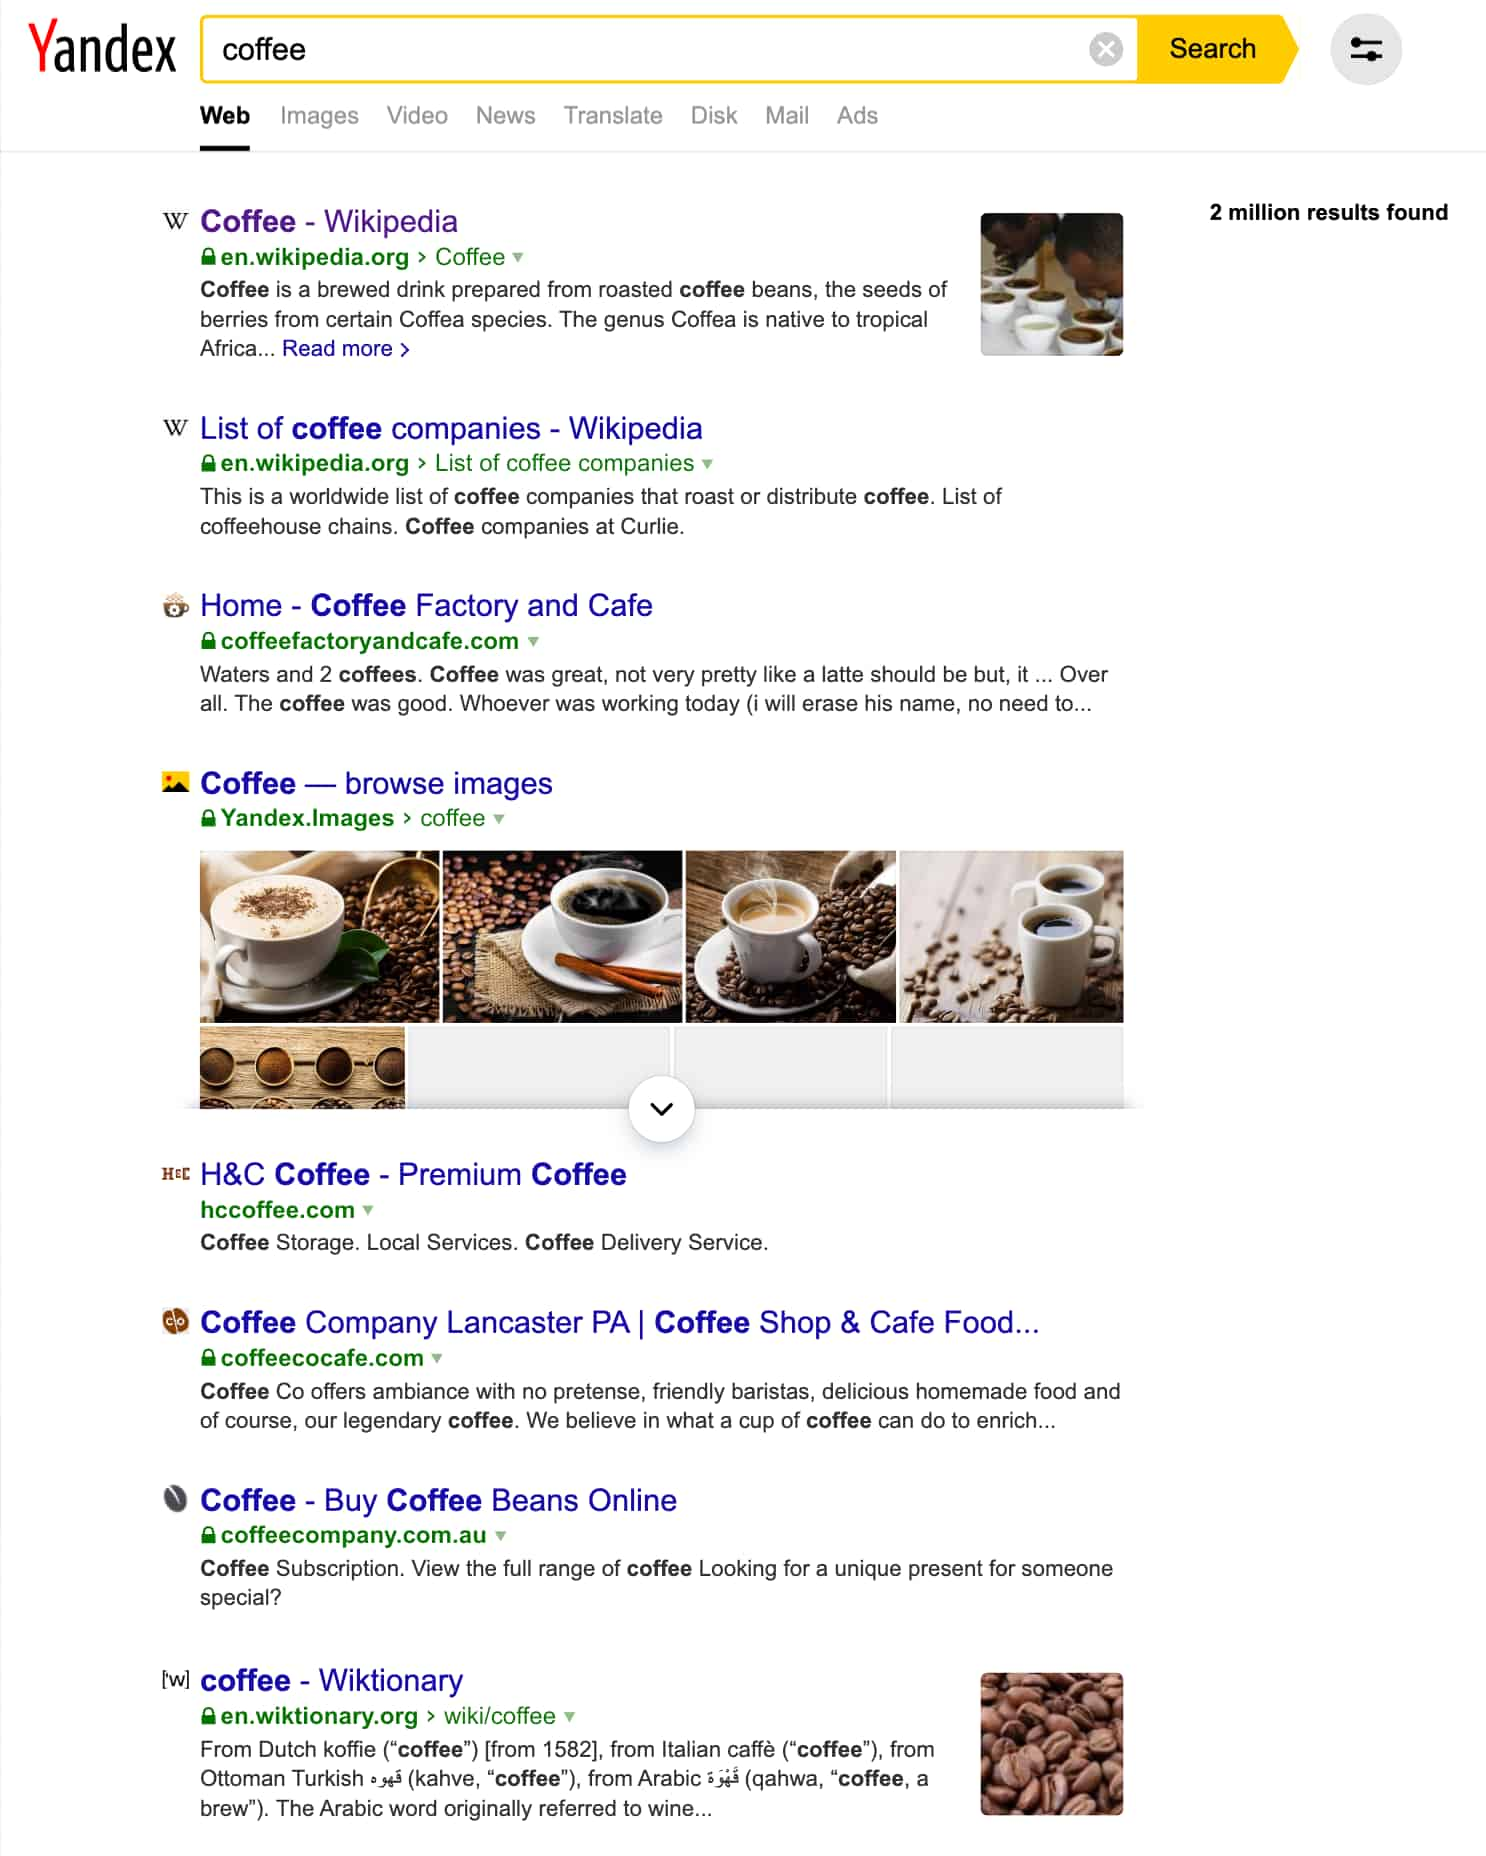 Yandex
coffee
Search
Web Images Video News Translate Disk Mail Ads
2 million results found
W Coffee - Wikipedia
en.wikipedia.org › Coffee
Coffee is a brewed drink prepared from roasted coffee beans, the seeds of
berries from certain Coffea species. The genus Coffea is native to tropical
Africa... Read more ›
W List of coffee companies - Wikipedia
en.wikipedia.org › List of coffee companies
This is a worldwide list of coffee companies that roast or distribute coffee. List of
coffeehouse chains. Coffee companies at Curlie.
Home - Coffee Factory and Cafe
coffeefactoryandcafe.com
Waters and 2 coffees. Coffee was great, not very pretty like a latte should be but, it ... Over
all. The coffee was good. Whoever was working today (i will erase his name, no need to...
Coffee — browse images
Yandex.Images › coffee
H&C H&C Coffee - Premium Coffee
hccoffee.com
Coffee Storage. Local Services. Coffee Delivery Service.
co Coffee Company Lancaster PA | Coffee Shop & Cafe Food...
coffeecocafe.com
Coffee Co offers ambiance with no pretense, friendly baristas, delicious homemade food and
of course, our legendary coffee. We believe in what a cup of coffee can do to enrich...
Coffee - Buy Coffee Beans Online
coffeecompany.com.au
Coffee Subscription. View the full range of coffee Looking for a unique present for someone
special?
['w] coffee - Wiktionary
en.wiktionary.org › wiki/coffee
From Dutch koffie (“coffee”) [from 1582], from Italian caffè (“coffee”), from
Ottoman Turkish قهوه (kahve, “coffee”), from Arabic قَهْوَة (qahwa, “coffee, a
brew”). The Arabic word originally referred to wine...